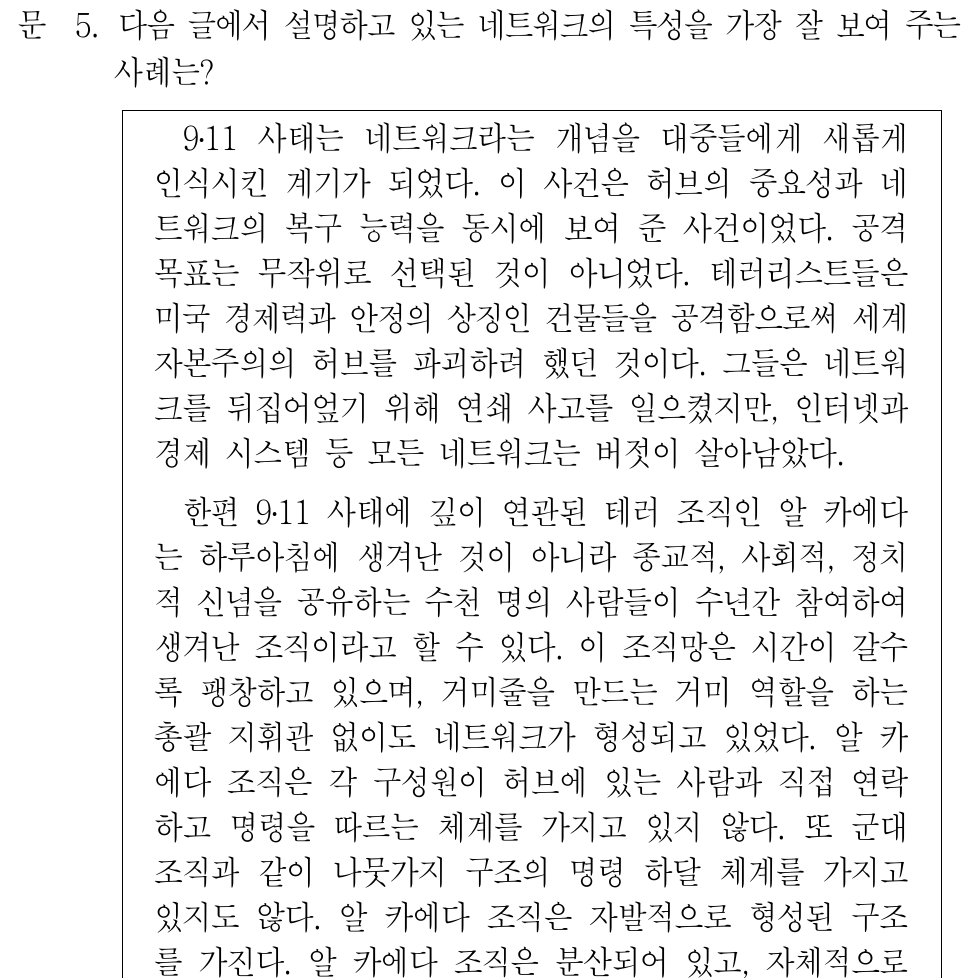 문 5. 다음 글에서 설명하고 있는 네트워크의 특성을 가장 잘 보여 주는
사례는?
9·11 사태는 네트워크라는 개념을 대중들에게 새롭게
인식시킨 계기가 되었다. 이 사건은 허브의 중요성과 네
트워크의 복구 능력을 동시에 보여 준 사건이었다. 공격
목표는 무작위로 선택된 것이 아니었다. 테러리스트들은
미국 경제력과 안정의 상징인 건물들을 공격함으로써 세계
자본주의의 허브를 파괴하려 했던 것이다. 그들은 네트워
크를 뒤집어엎기 위해 연쇄 사고를 일으켰지만, 인터넷과
경제 시스템 등 모든 네트워크는 버젓이 살아남았다.
한편 9·11 사태에 깊이 연관된 테러 조직인 알 카에다
는 하루아침에 생겨난 것이 아니라 종교적, 사회적, 정치
적 신념을 공유하는 수천 명의 사람들이 수년간 참여하여
생겨난 조직이라고 할 수 있다. 이 조직망은 시간이 갈수
록 팽창하고 있으며, 거미줄을 만드는 거미 역할을 하는
총괄 지휘관 없이도 네트워크가 형성되고 있었다. 알 카
에다 조직은 각 구성원이 허브에 있는 사람과 직접 연락
하고 명령을 따르는 체계를 가지고 있지 않다. 또 군대
조직과 같이 나뭇가지 구조의 명령 하달 체계를 가지고
있지도 않다. 알 카에다 조직은 자발적으로 형성된 구조
를 가진다. 알 카에다 조직은 분산되어 있고, 자체적으로